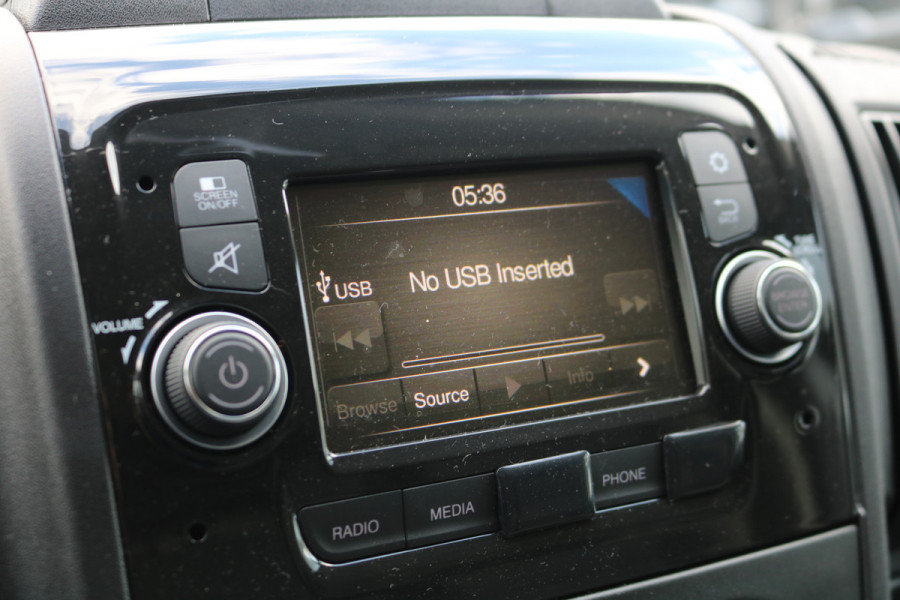 05:36
SCREEN
ON/OFF
USB
No USB Inserted
VOLUME
Browse
Source
Info
RADIO
MEDIA
PHONE